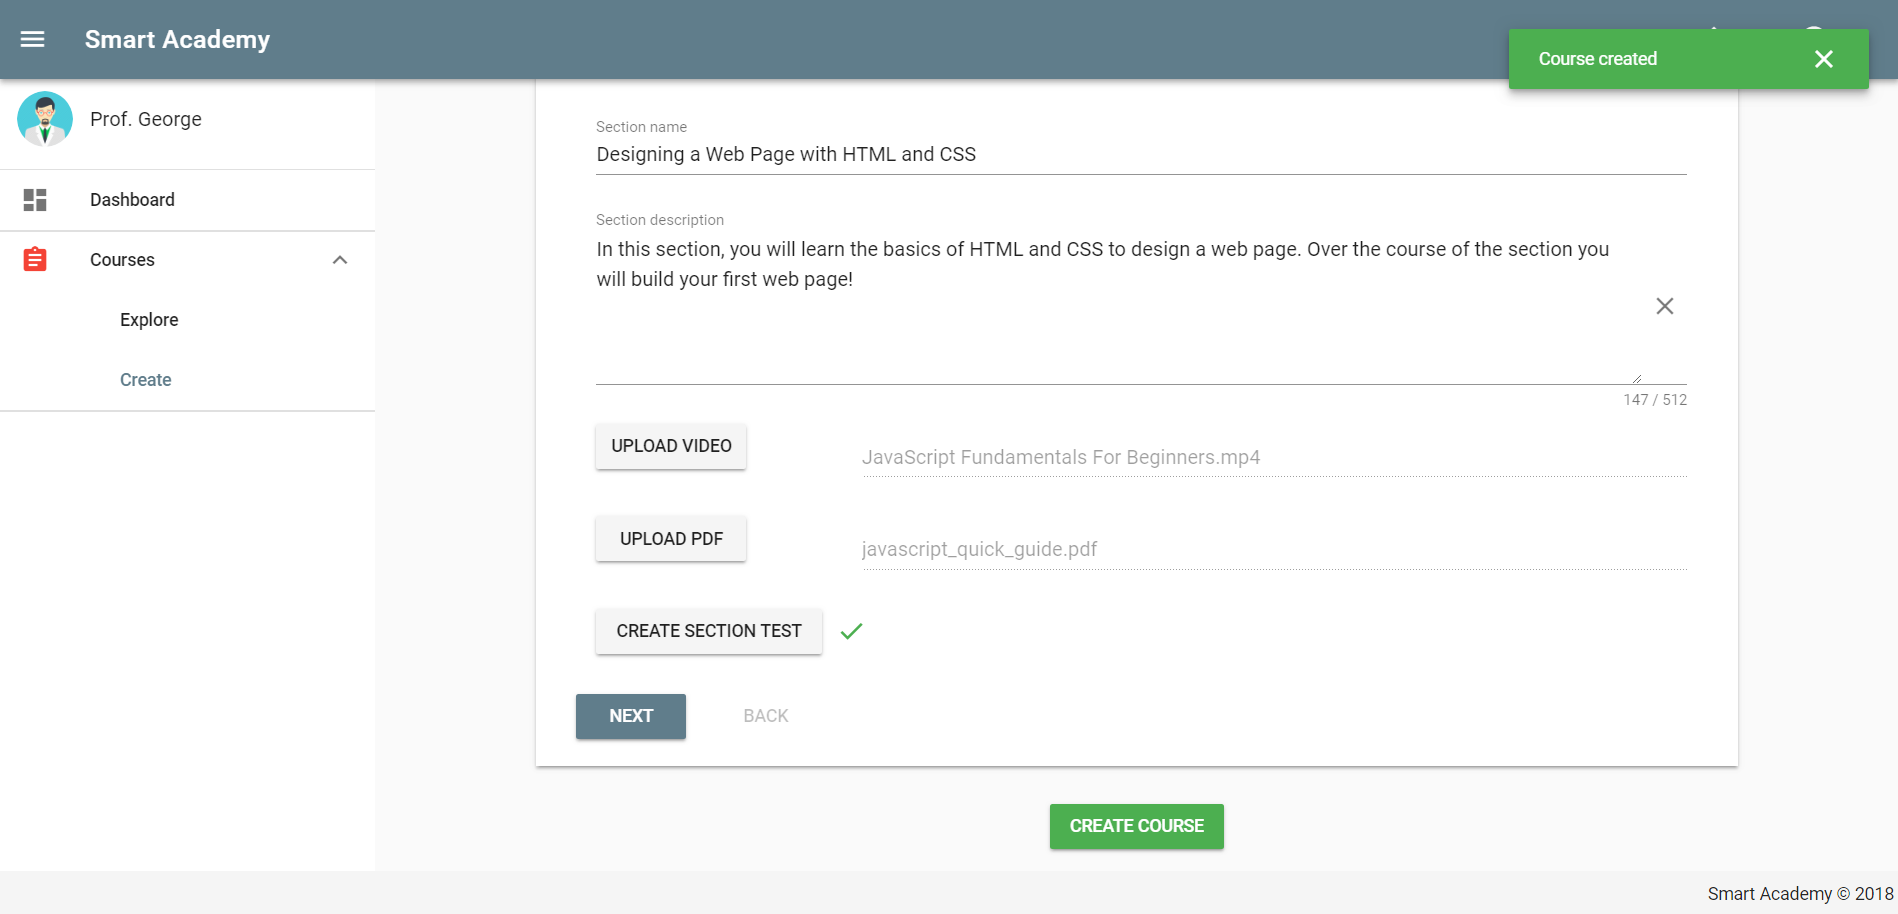 Smart Academy
Course created
Prof. George
Dashboard
Courses
Explore
Create
Section name
Designing a Web Page with HTML and CSS
Section description
In this section, you will learn the basics of HTML and CSS to design a web page. Over the course of the section you
will build your first web page!
147 / 512
UPLOAD VIDEO
JavaScript Fundamentals For Beginners.mp4
UPLOAD PDF
javascript_quick_guide.pdf
CREATE SECTION TEST
NEXT
BACK
CREATE COURSE
Smart Academy © 2018